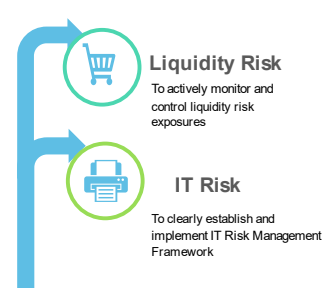 Liquidity Risk
To actively monitor and
control liquidity risk
exposures
IT Risk
To clearly establish and
implement IT Risk Management
Framework